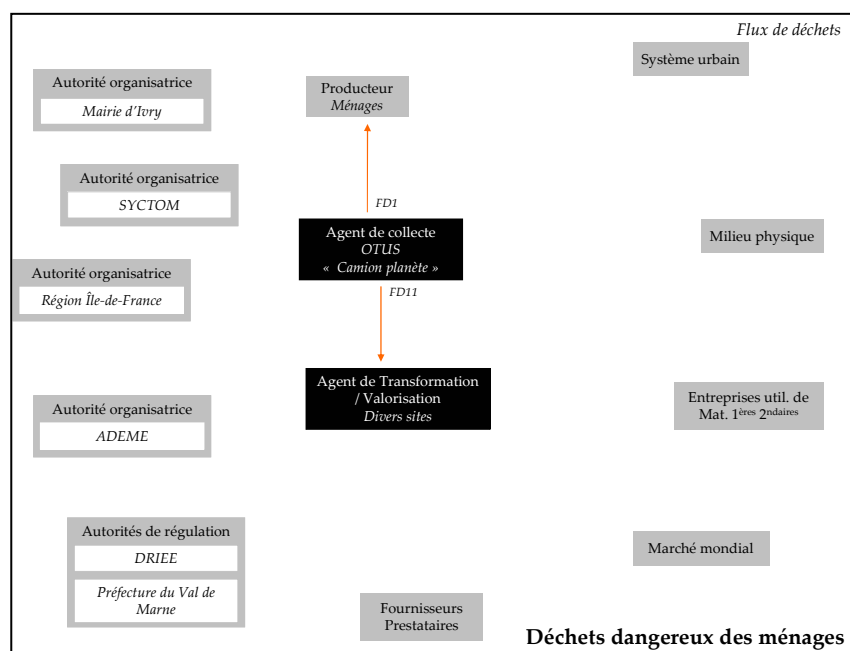 Flux de déchets
Système urbain
Autorité organisatrice
Mairie d'Ivry
Producteur
Ménages
Autorité organisatrice
SYCTOM
FD1
Agent de collecte
OTUS
« Camion planète »
Milieu physique
Autorité organisatrice
Région Île-de-France
FD11
Agent de Transformation
/ Valorisation
Divers sites
Autorité organisatrice
ADEME
Entreprises util. de
Mat. 1ères 2ndaires
Autorités de régulation
DRIEE
Préfecture du Val de
Marne
Marché mondial
Fournisseurs
Prestataires
Déchets dangereux des ménages